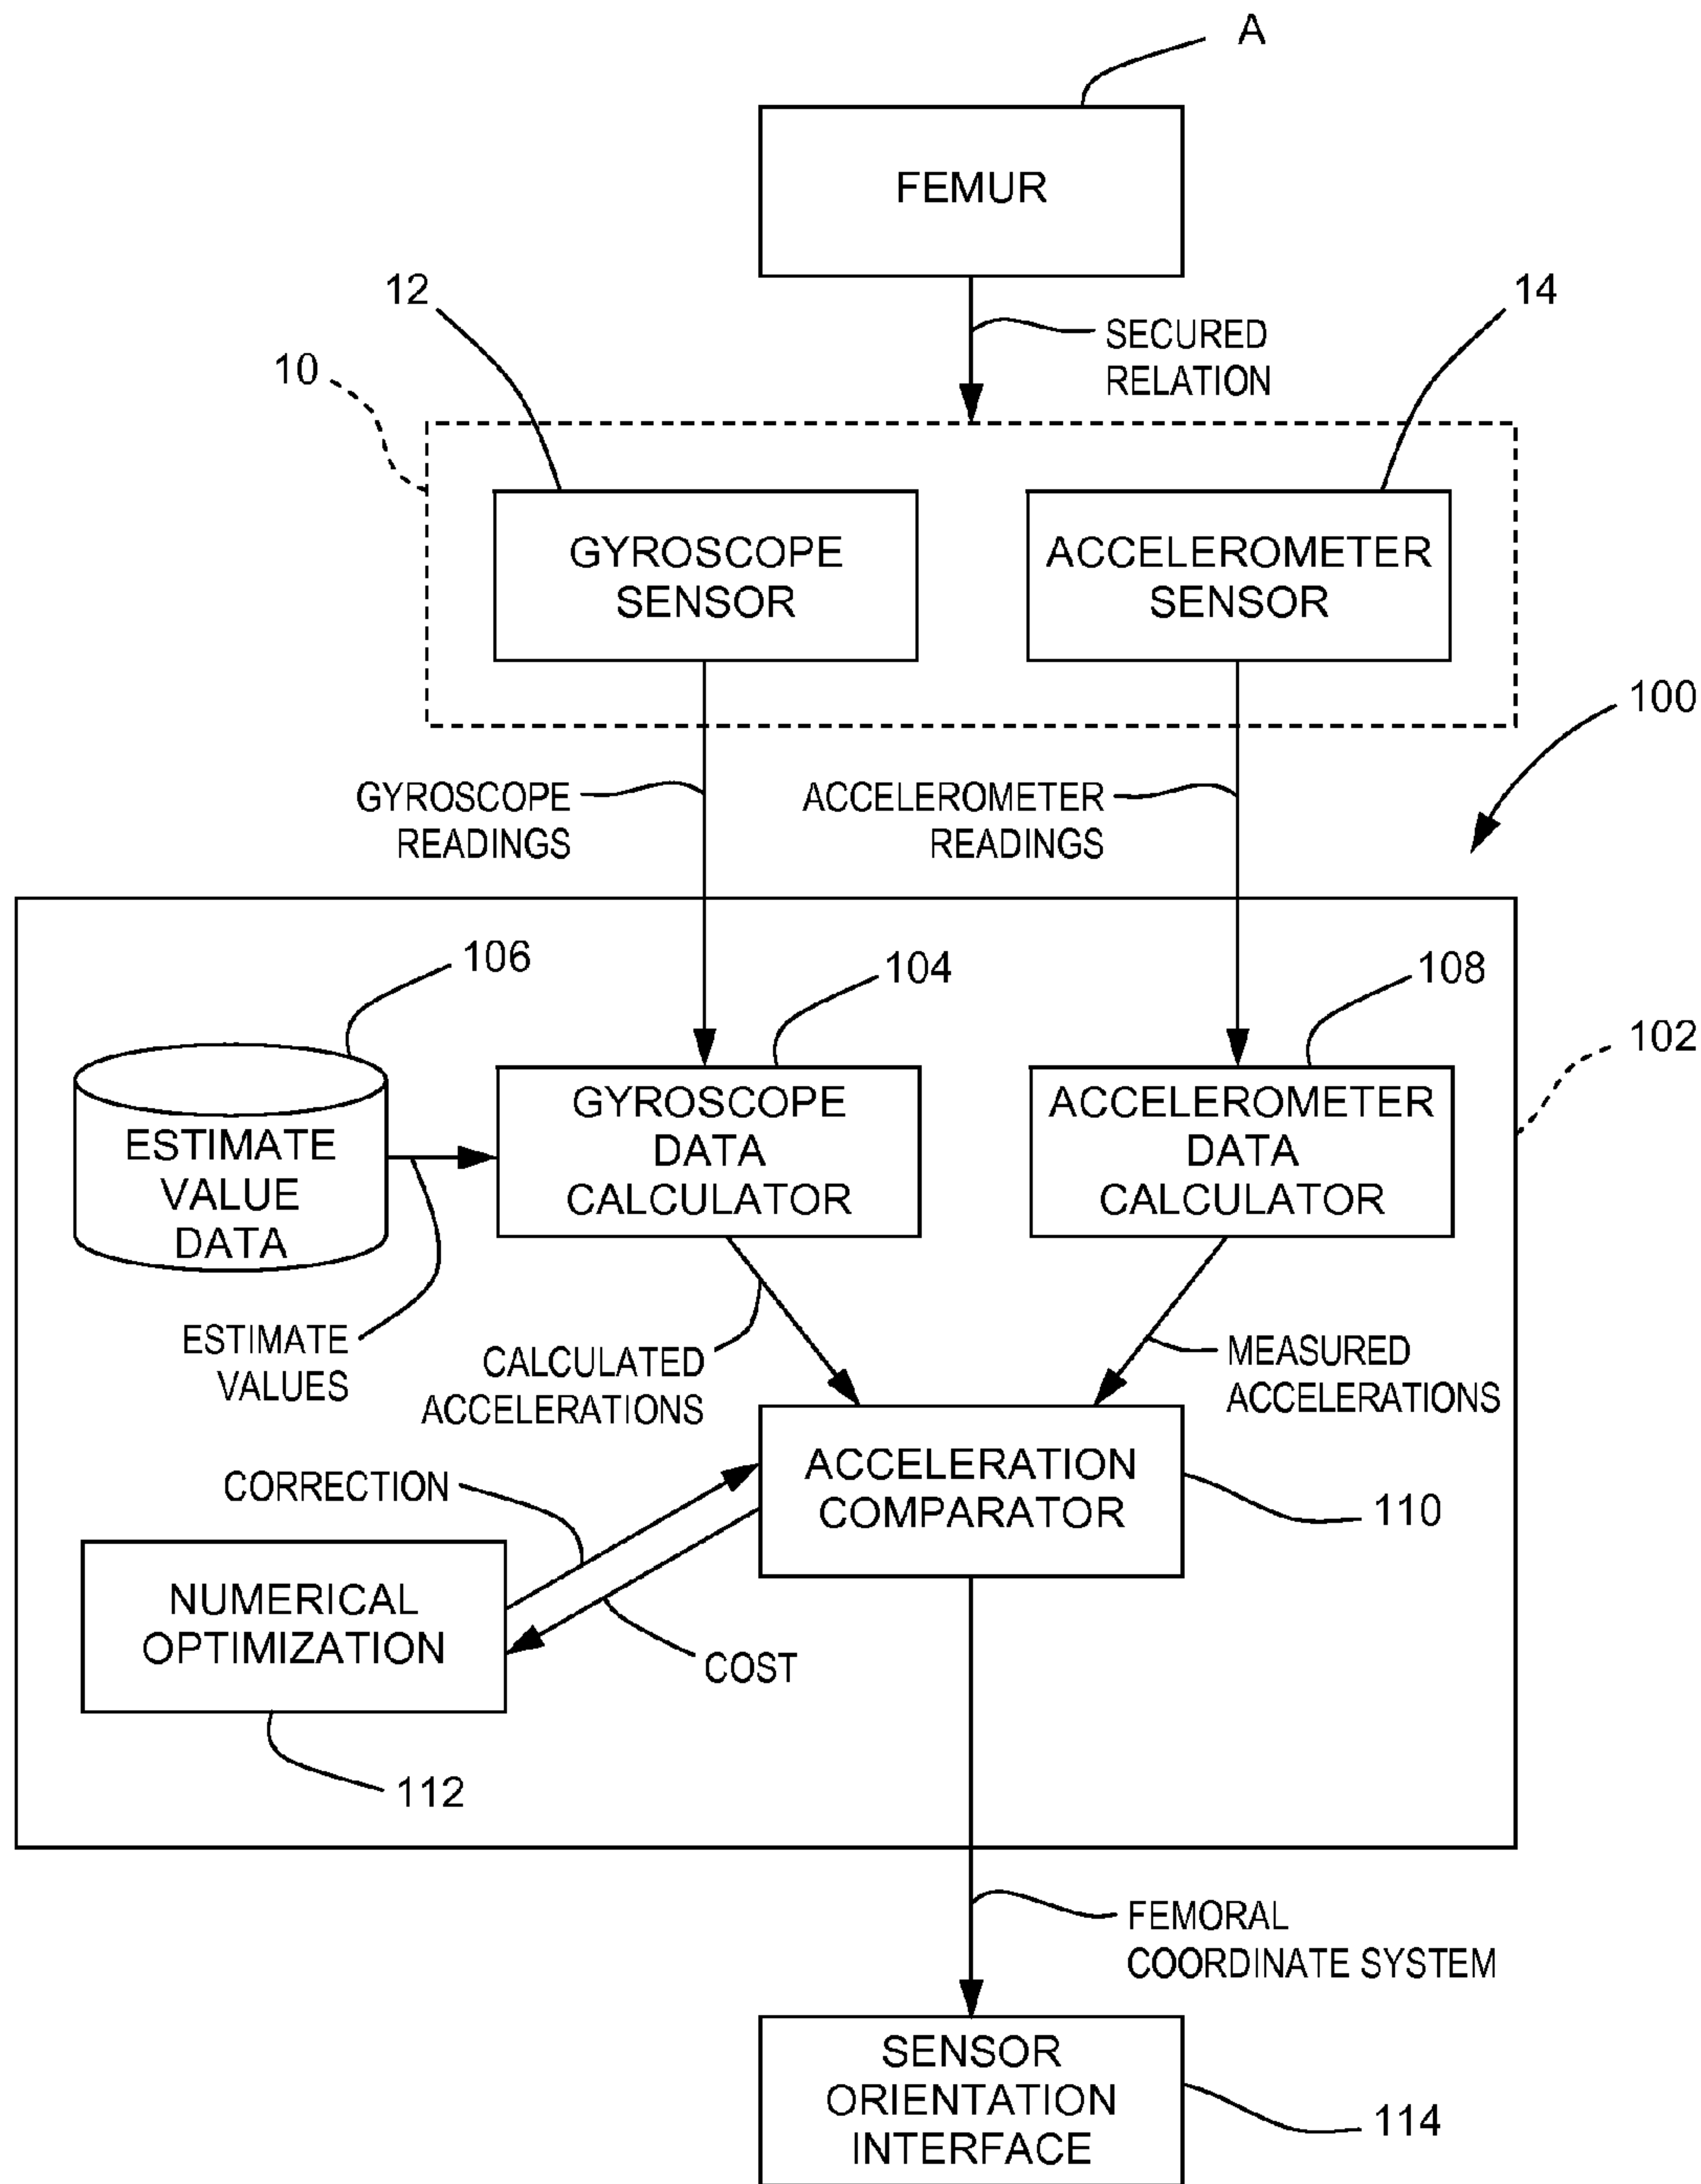 A
FEMUR
12
14
SECURED
RELATION
10
GYROSCOPE
SENSOR
ACCELEROMETER
SENSOR
100
GYROSCOPE
READINGS
ACCELEROMETER
READINGS
106
104
108
102
ESTIMATE
VALUE
DATA
GYROSCOPE
DATA
CALCULATOR
ACCELEROMETER
DATA
CALCULATOR
ESTIMATE
VALUES
CALCULATED
ACCELERATIONS
MEASURED
ACCELERATIONS
CORRECTION
ACCELERATION
COMPARATOR
110
NUMERICAL
OPTIMIZATION
COST
112
FEMORAL
COORDINATE SYSTEM
SENSOR
ORIENTATION
INTERFACE
114